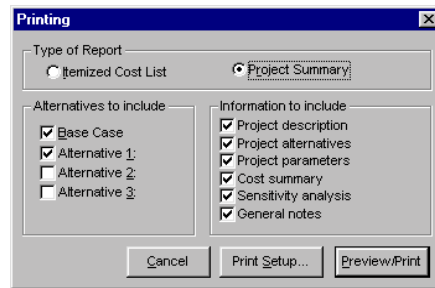 Printing
Type of Report
Itemized Cost List
Project Summary
Alternatives to include
Base Case
Alternative 1:
Alternative 2:
Alternative 3:
Information to include
Project description
Project alternatives
Project parameters
Cost summary
Sensitivity analysis
General notes
Cancel
Print Setup...
Preview/Print